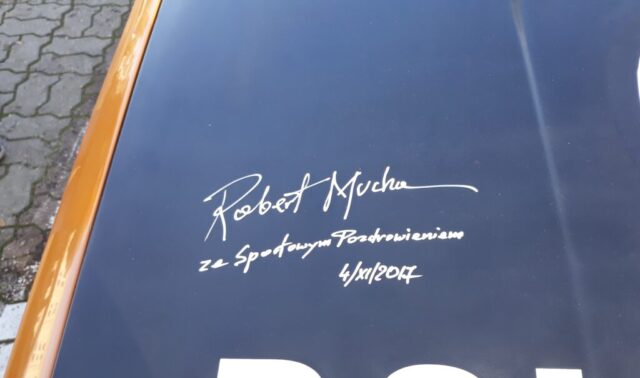 Robert Mucha
ze Sportowym Pozdrowieniem
4/XI/2017